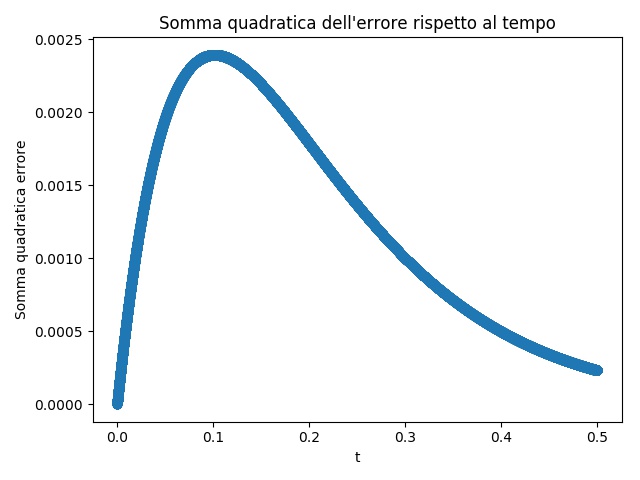 Somma quadratica dell'errore rispetto al tempo
Somma quadratica errore
0.0025
0.0020
0.0015
0.0010
0.0005
0.0000
0.0 0.1 0.2 0.3 0.4 0.5
t